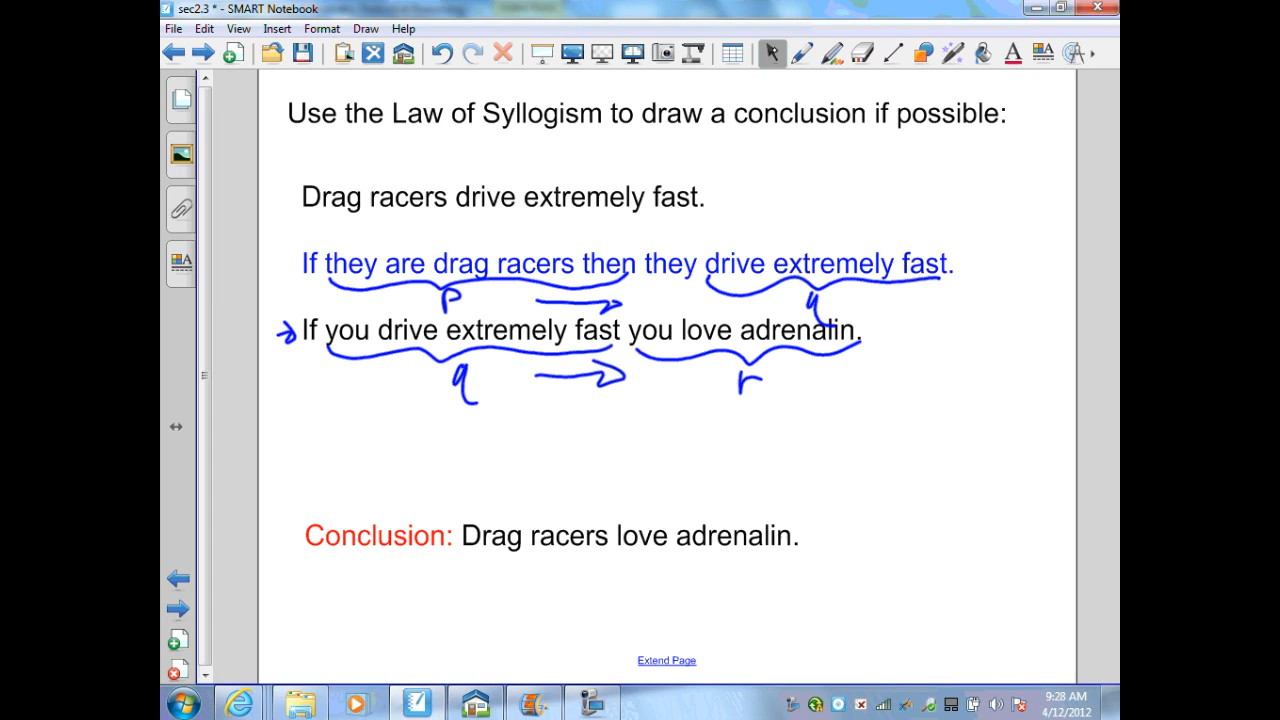 sec2.3 * - SMART Notebook
File Edit View Insert Format Draw Help
Use the Law of Syllogism to draw a conclusion if possible:
Drag racers drive extremely fast.
If they are drag racers then they drive extremely fast.
p → q
→ If you drive extremely fast you love adrenalin.
q → r
Conclusion: Drag racers love adrenalin.
Extend Page
9:28 AM
4/12/2012